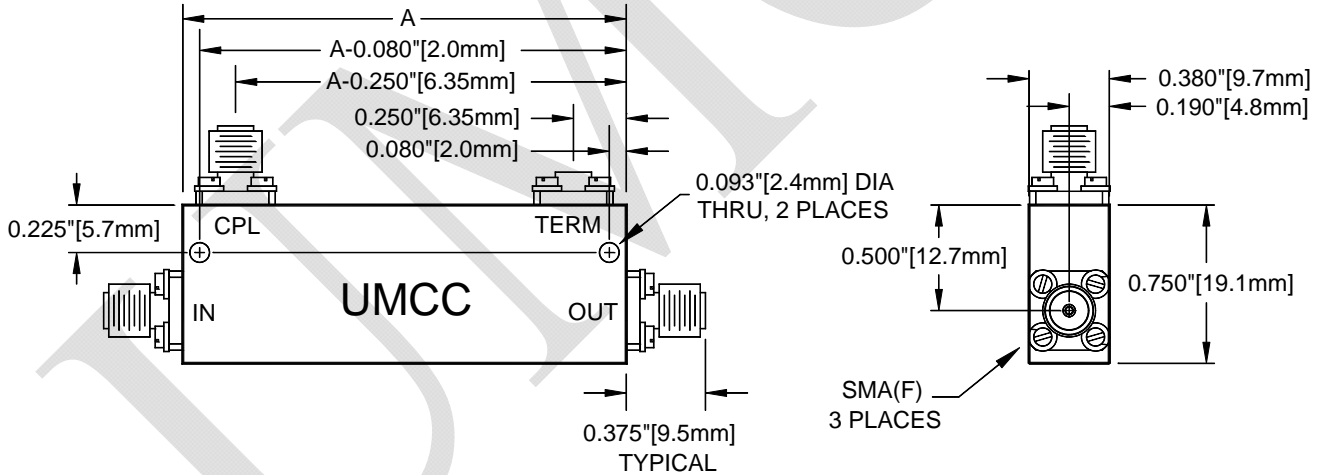 A
A-0.080"[2.0mm]
A-0.250"[6.35mm]
0.250"[6.35mm]
0.080"[2.0mm]
0.093"[2.4mm] DIA
THRU, 2 PLACES
0.225"[5.7mm]
CPL
TERM
IN
UMCC
OUT
0.375"[9.5mm]
TYPICAL
0.380"[9.7mm]
0.190"[4.8mm]
0.500"[12.7mm]
0.750"[19.1mm]
SMA(F)
3 PLACES